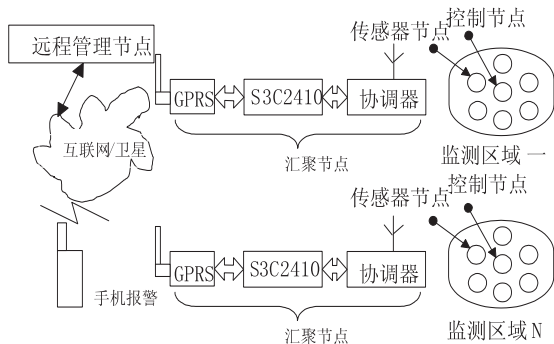 控制节点
传感器节点
远程管理节点
GPRS
S3C2410
协调器
互联网/卫星
汇聚节点
监测区域一
控制节点
传感器节点
GPRS
S3C2410
协调器
手机报警
汇聚节点
监测区域N